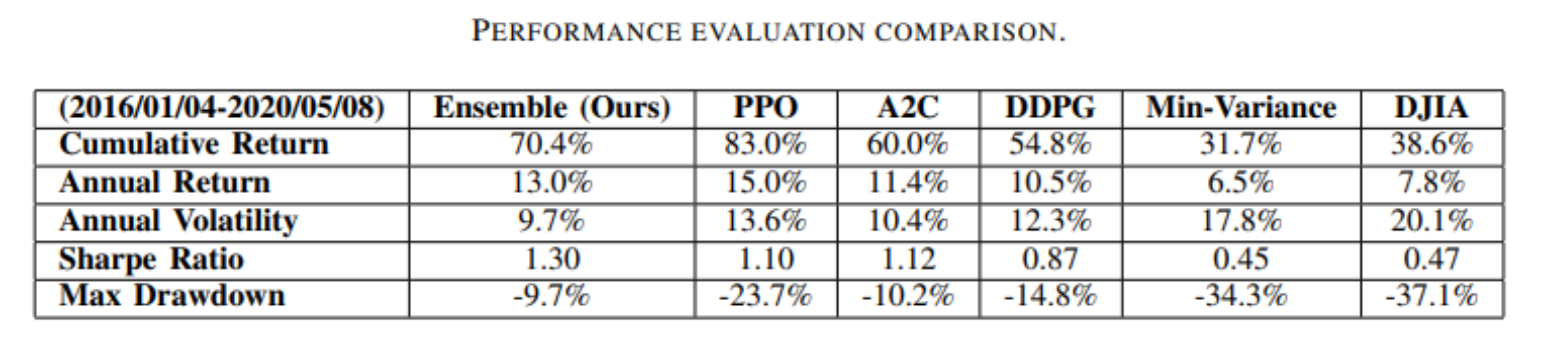 PERFORMANCE EVALUATION COMPARISON.
(2016/01/04-2020/05/08) Ensemble (Ours) PPO A2C DDPG Min-Variance DJIA
Cumulative Return 70.4% 83.0% 60.0% 54.8% 31.7% 38.6%
Annual Return 13.0% 15.0% 11.4% 10.5% 6.5% 7.8%
Annual Volatility 9.7% 13.6% 10.4% 12.3% 17.8% 20.1%
Sharpe Ratio 1.30 1.10 1.12 0.87 0.45 0.47
Max Drawdown -9.7% -23.7% -10.2% -14.8% -34.3% -37.1%